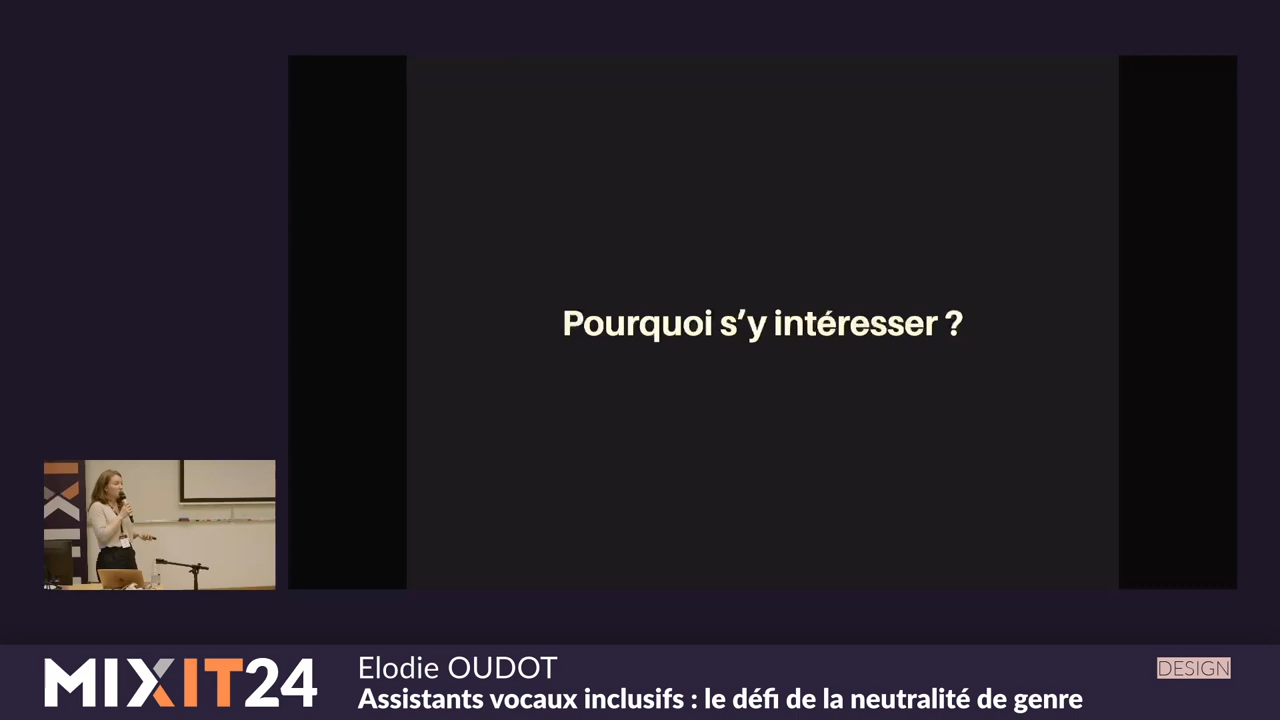 Pourquoi s’y intéresser ?
MIXIT24
Elodie OUDOT
Assistants vocaux inclusifs : le défi de la neutralité de genre
DESIGN